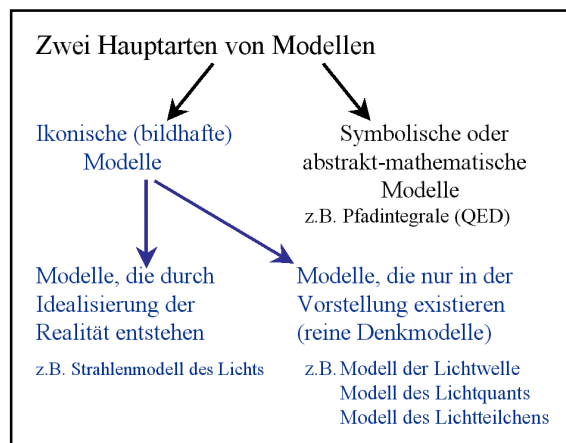 Zwei Hauptarten von Modellen
Ikonische (bildhafte)
Modelle
Symbolische oder
abstrakt-mathematische
Modelle
z.B. Pfadintegrale (QED)
Modelle, die durch
Idealisierung der
Realität entstehen
z.B. Strahlenmodell des Lichts
Modelle, die nur in der
Vorstellung existieren
(reine Denkmodelle)
z.B. Modell der Lichtwelle
Modell des Lichtquants
Modell des Lichtteilchens